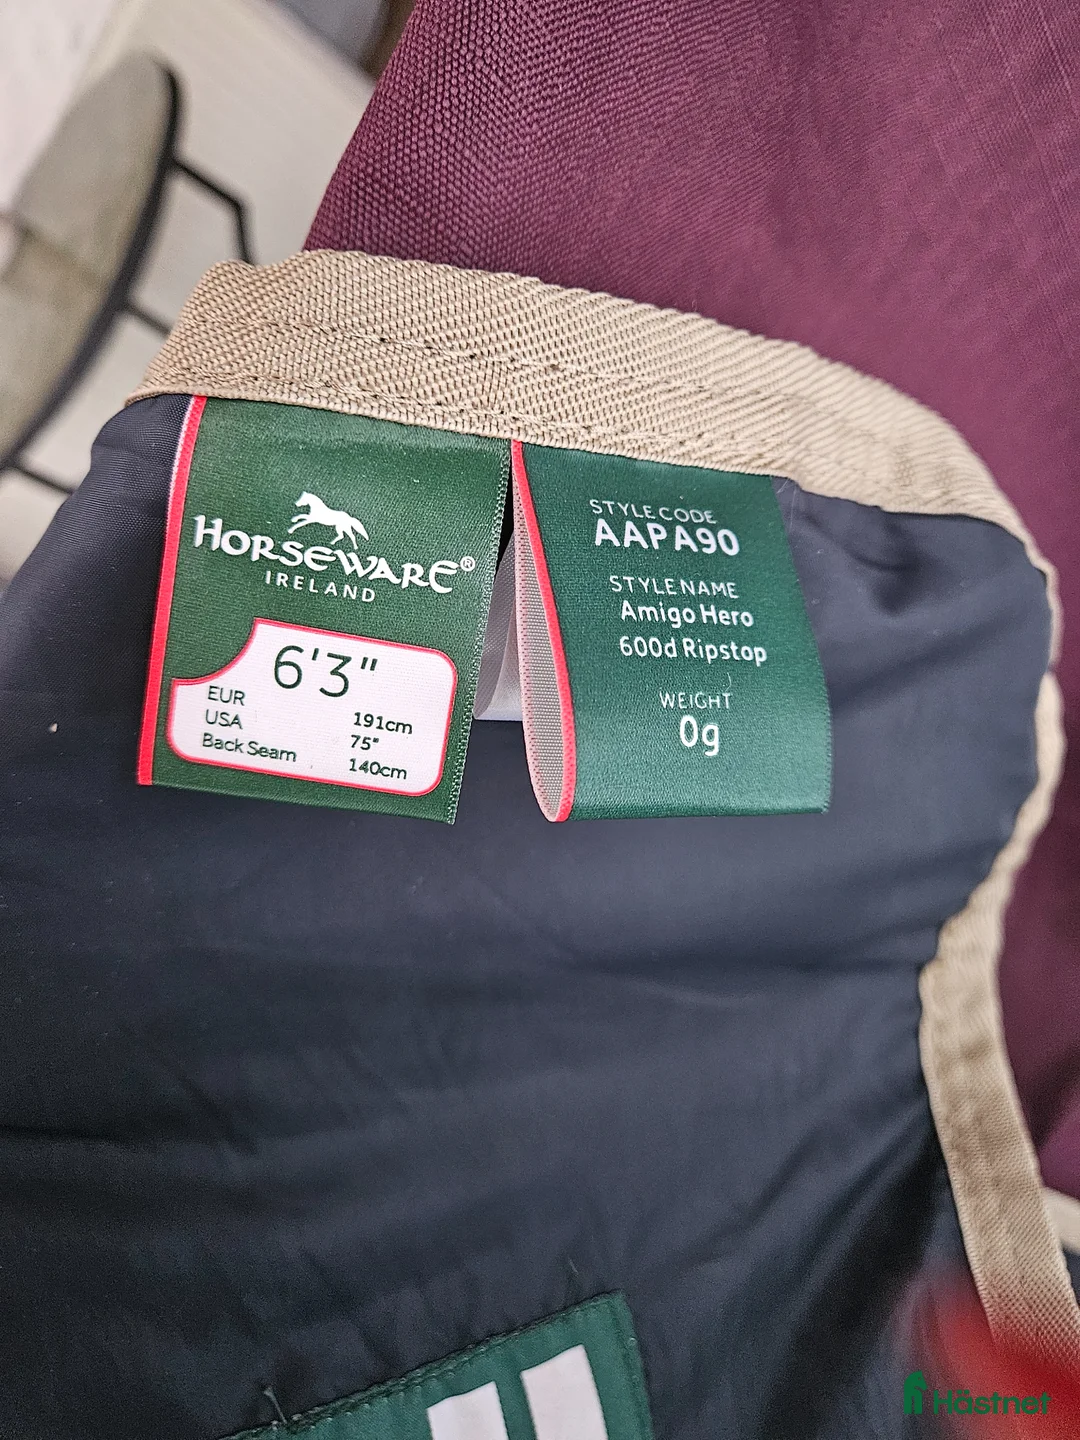 HORSEWARE®
IRELAND
6'3"
EUR 191cm
USA 75"
Back Seam 140cm
STYLE CODE
AAPA90
STYLE NAME
Amigo Hero
600d Ripstop
WEIGHT
0g
Hästnet